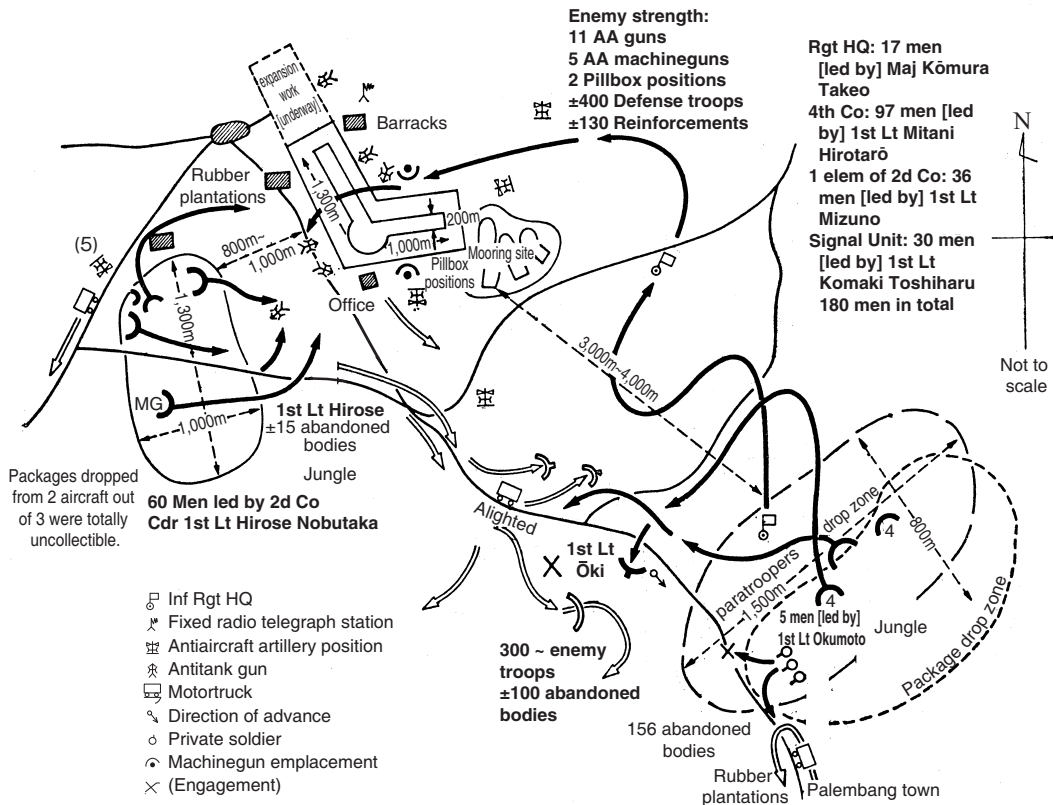 Enemy strength:
11 AA guns
5 AA machineguns
2 Pillbox positions
±400 Defense troops
±130 Reinforcements
Rgt HQ: 17 men
[led by] Maj Kōmura
Takeo
4th Co: 97 men [led
by] 1st Lt Mitani
Hirotarō
1 elem of 2d Co: 36
men [led by] 1st Lt
Mizuno
Signal Unit: 30 men
[led by] 1st Lt
Komaki Toshiharu
180 men in total
N
Not to
scale
expansion
work
[underway]
Barracks
Rubber
plantations
1,300m
200m
1,000m
800m~
1,000m
Pillbox
positions
Mooring site
Office
(5)
1,300m
MG
1,000m
1st Lt Hirose
±15 abandoned
bodies
Jungle
Packages dropped
from 2 aircraft out
of 3 were totally
uncollectible.
60 Men led by 2d Co
Cdr 1st Lt Hirose Nobutaka
3,000m~4,000m
Alighted
1st Lt
Ōki
paratroopers drop zone
1,500m
800m
4
4
5 men [led by]
1st Lt Okumoto
Jungle
Package drop zone
300 ~ enemy
troops
±100 abandoned
bodies
156 abandoned
bodies
Rubber
plantations
Palembang town
Inf Rgt HQ
Fixed radio telegraph station
Antiaircraft artillery position
Antitank gun
Motortruck
Direction of advance
Private soldier
Machinegun emplacement
(Engagement)